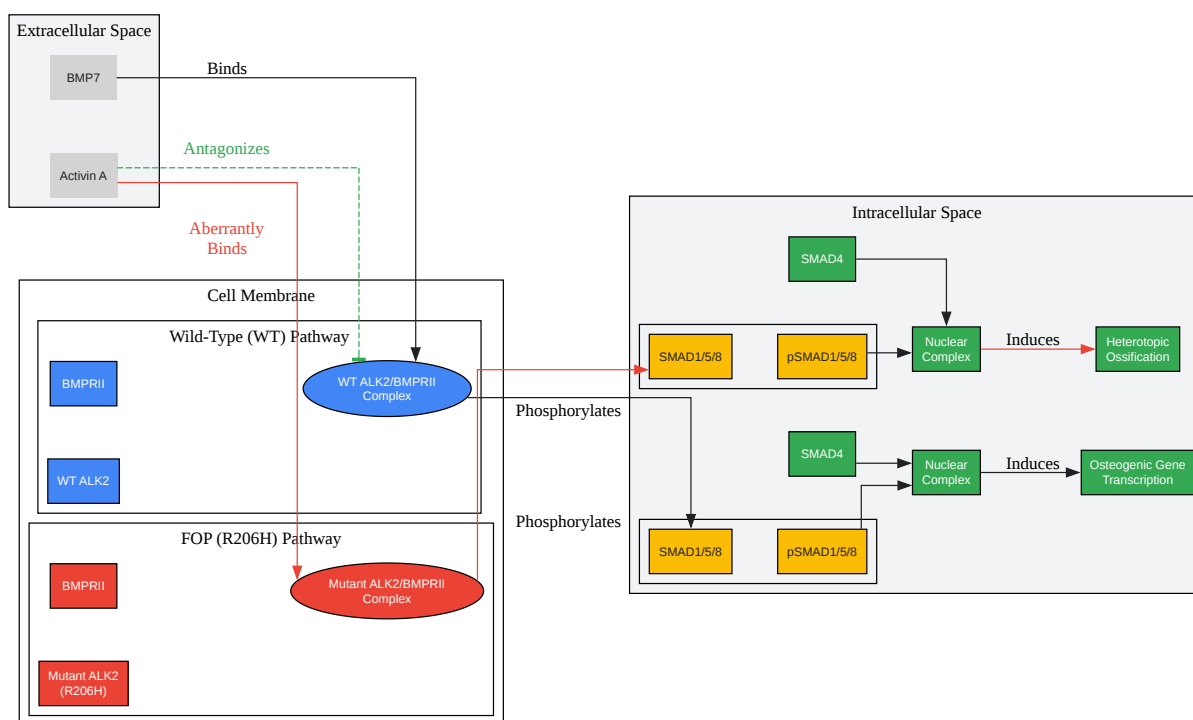 Extracellular Space
BMP7
Binds
Antagonizes
Activin A
Aberrantly
Binds
Cell Membrane
Wild-Type (WT) Pathway
BMPRII
WT ALK2/BMPRII
Complex
WT ALK2
FOP (R206H) Pathway
BMPRII
Mutant ALK2/BMPRII
Complex
Mutant ALK2
(R206H)
Phosphorylates
Phosphorylates
Intracellular Space
SMAD4
SMAD1/5/8
pSMAD1/5/8
Nuclear
Complex
Induces
Heterotopic
Ossification
SMAD4
Nuclear
Complex
Induces
Osteogenic Gene
Transcription
SMAD1/5/8
pSMAD1/5/8